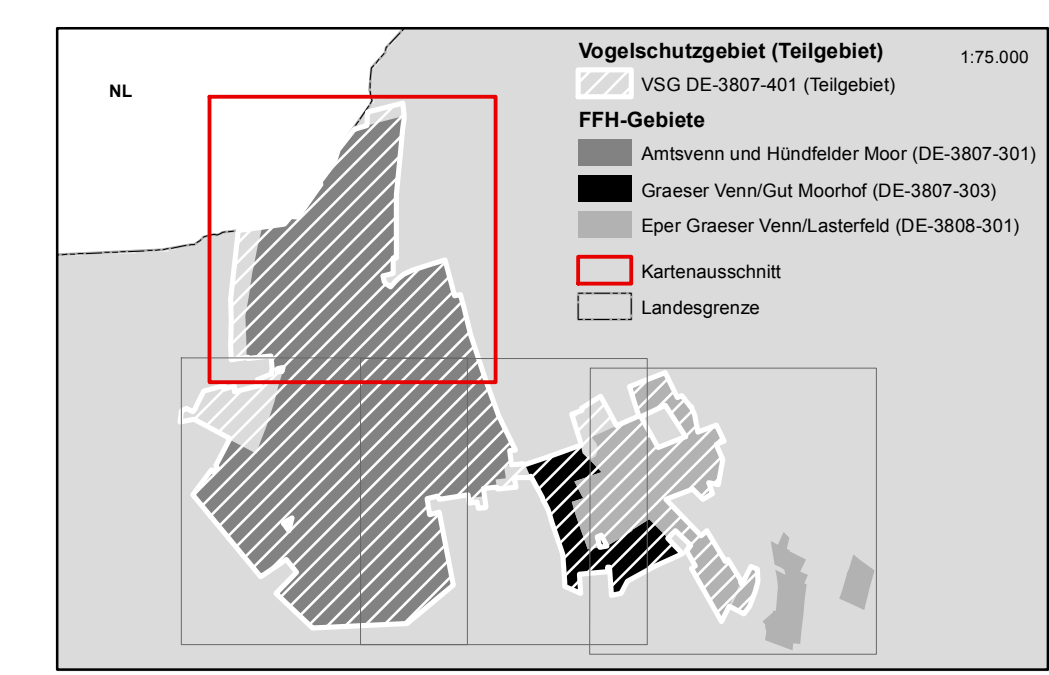 Vogelschutzgebiet (Teilgebiet) 1:75.000
NL
VSG DE-3807-401 (Teilgebiet)
FFH-Gebiete
Amtsvenn und Hündfelder Moor (DE-3807-301)
Graeser Venn/Gut Moorhof (DE-3807-303)
Eper Graeser Venn/Lasterfeld (DE-3808-301)
Kartenausschnitt
Landesgrenze